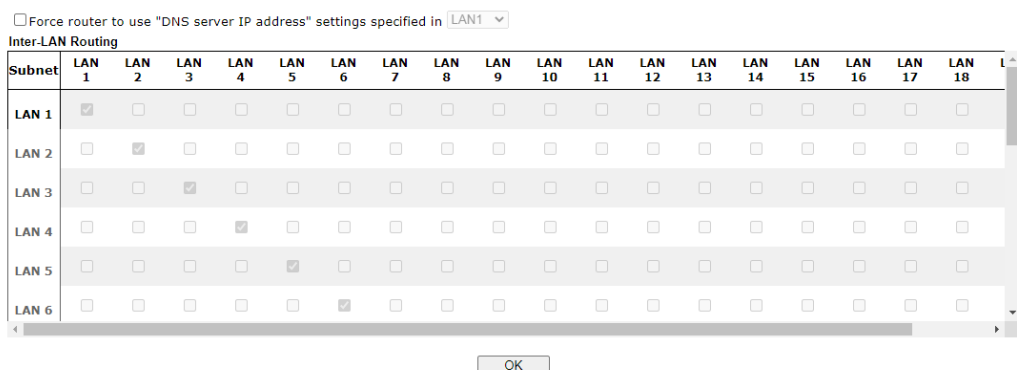 Force router to use "DNS server IP address" settings specified in LAN1
Inter-LAN Routing
Subnet LAN 1 LAN 2 LAN 3 LAN 4 LAN 5 LAN 6 LAN 7 LAN 8 LAN 9 LAN 10 LAN 11 LAN 12 LAN 13 LAN 14 LAN 15 LAN 16 LAN 17 LAN 18 L
LAN 1
LAN 2
LAN 3
LAN 4
LAN 5
LAN 6
OK